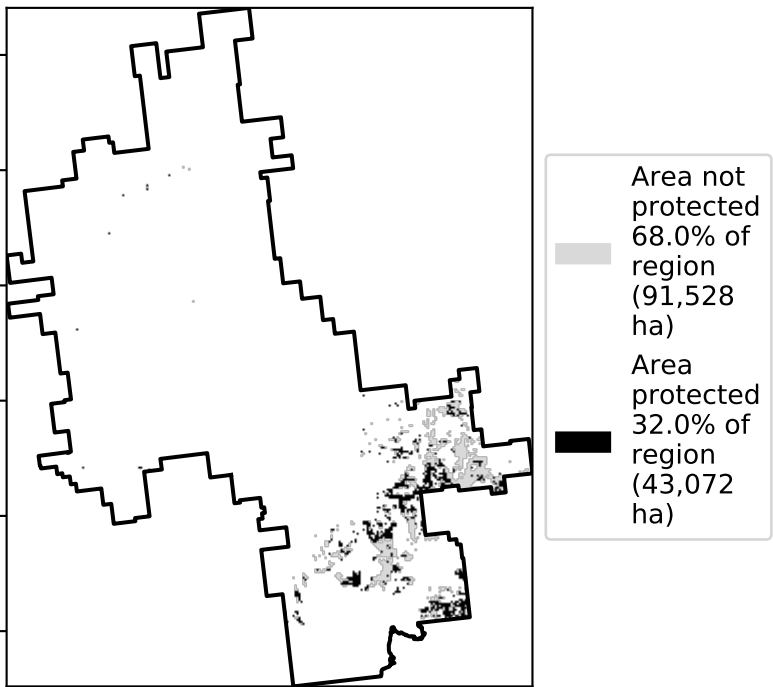 Area not
protected
68.0% of
region
(91,528
ha)
Area
protected
32.0% of
region
(43,072
ha)